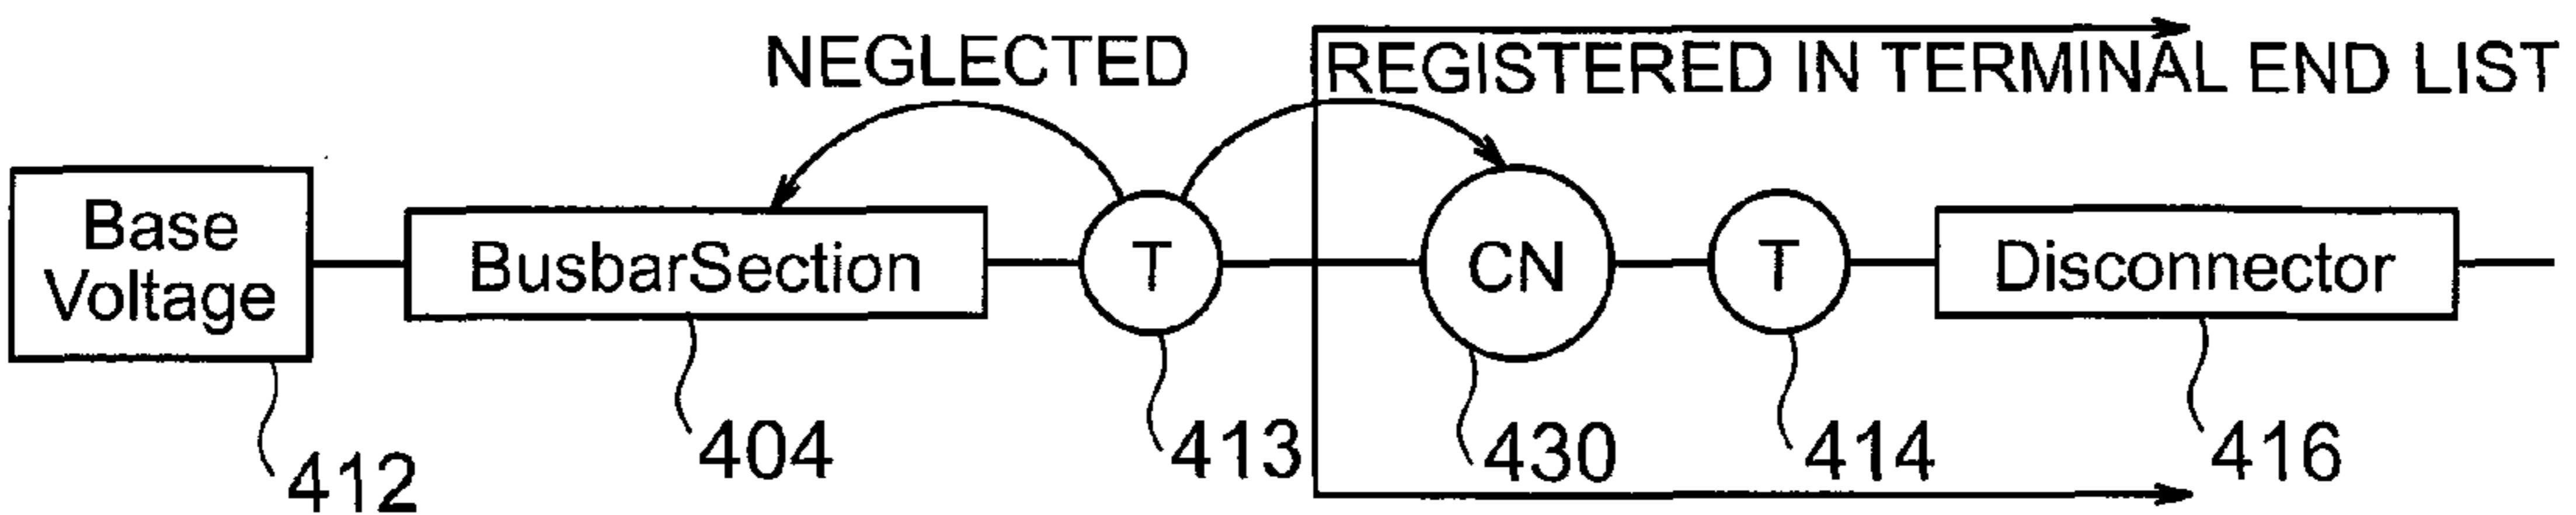 NEGLECTED
REGISTERED IN TERMINAL END LIST
Base
Voltage
BusbarSection
T
CN
T
Disconnector
412
404
413
430
414
416